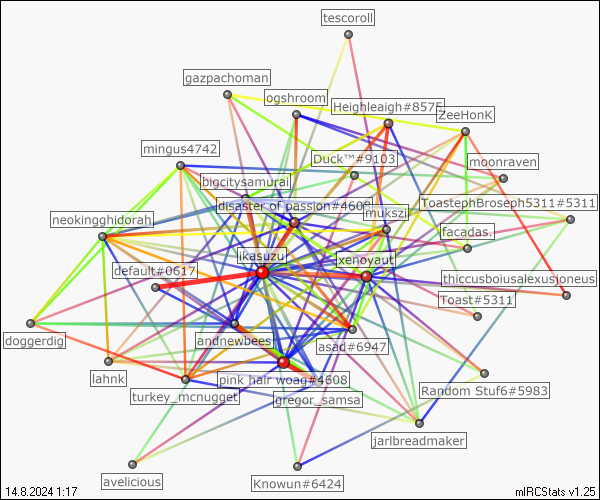 tescoroll
gazpachoman
ogshroom
Heighleaigh#8575
ZeeHonK
mingus4742
Duck™#9103
moonraven
bigcitysamurai
ToastephBroseph5311#5311
disaster of passion#4603
mukszi
neokingghidorah
facadas.
ikasuzu
xenoyaut
default#0617
thiccusboiusalexusjoneus
Toast#5311
doggerdig
andnewbees
asad#6947
lahnk
pink hair woag#4608
Random Stuf6#5983
turkey_mcnugget
gregor_samsa
jarlbreadmaker
avelicious
Knowun#6424
14.8.2024 1:17
mIRCStats v1.25